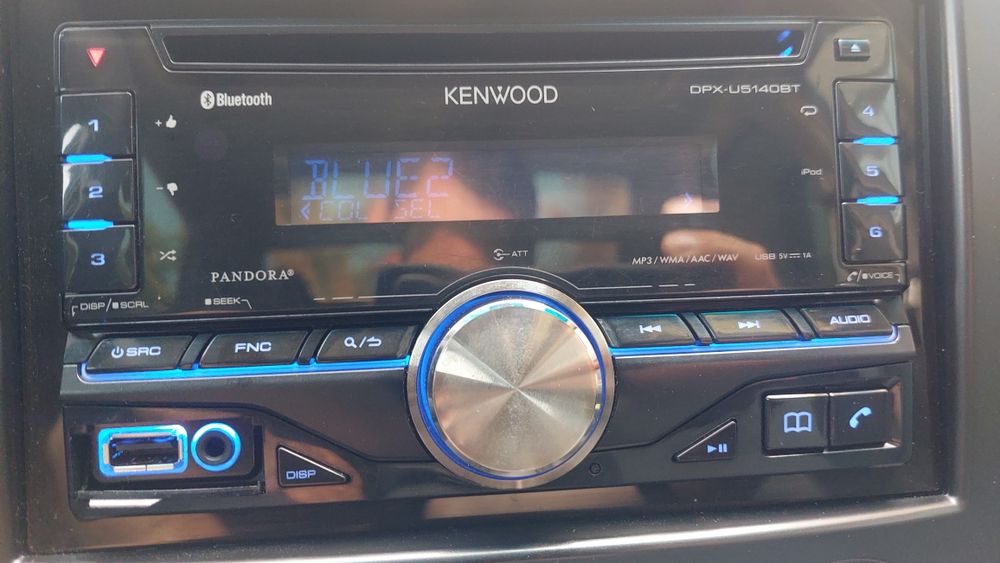 Bluetooth
KENWOOD
DPX-U5140BT
1
+
4
BLUE2
2
-
iPod
5
COL SEL
3
6
ATT
MP3/WMA/AAC/WAV
USB 5V 1A
PANDORA®
DISP/■SCRL
■SEEK
/■VOICE
SRC
FNC
/
AUDIO
DISP